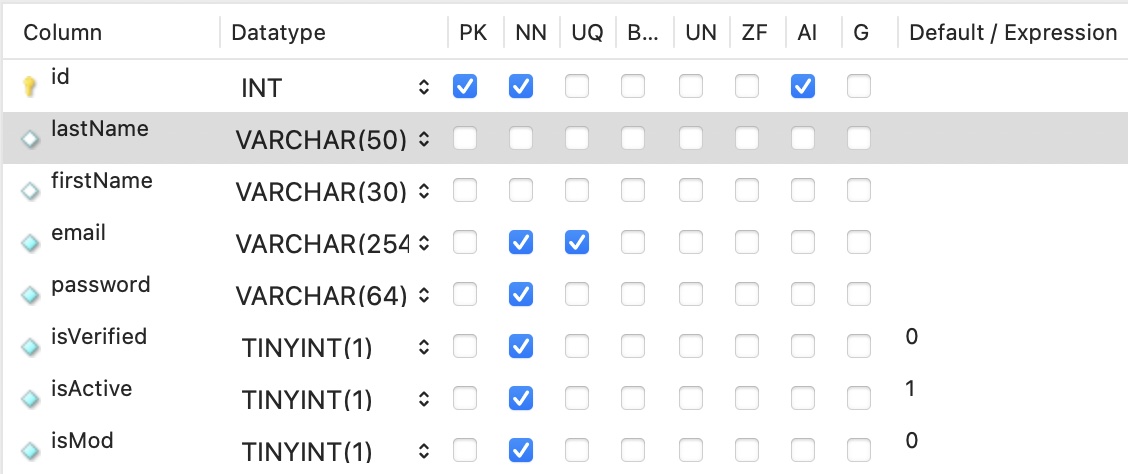 Column Datatype PK NN UQ B... UN ZF AI G Default / Expression
id INT
lastName VARCHAR(50)
firstName VARCHAR(30)
email VARCHAR(254
password VARCHAR(64)
isVerified TINYINT(1) 0
isActive TINYINT(1) 1
isMod TINYINT(1) 0